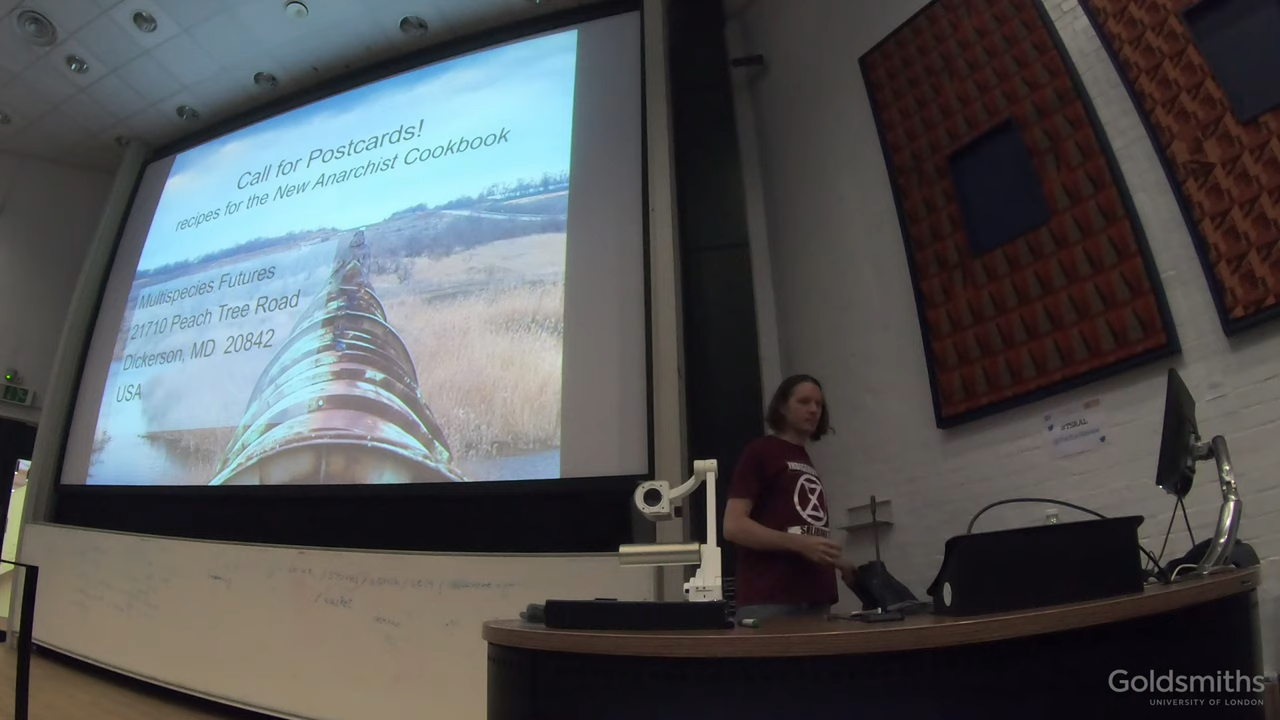 Call for Postcards!
recipes for the New Anarchist Cookbook
Multispecies Futures
21710 Peach Tree Road
Dickerson, MD 20842
USA
#TSRAL
Goldsmiths
UNIVERSITY OF LONDON